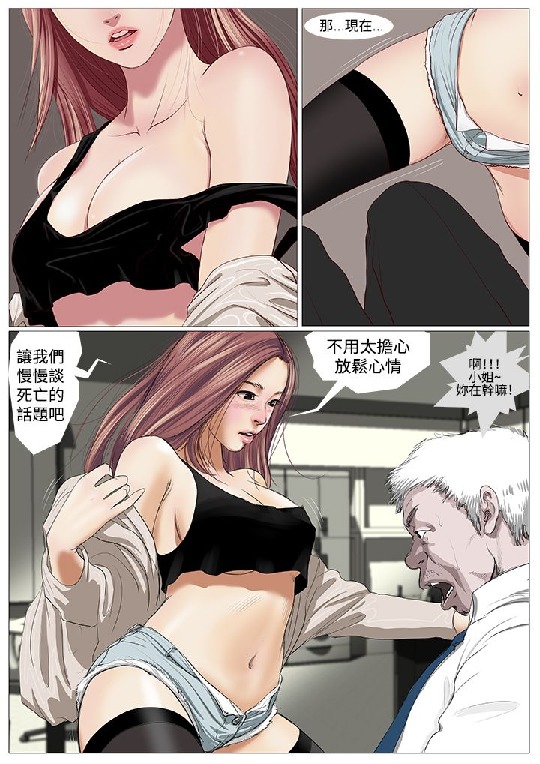 那...現在...
讓我們
慢慢談
死亡的
話題吧
不用太擔心
放鬆心情
啊!!!
小姐~
妳在幹嘛!